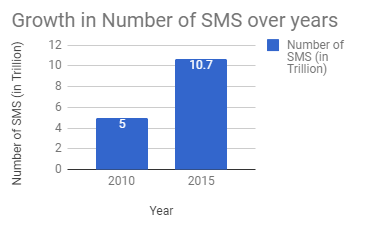 Growth in Number of SMS over years
Number of SMS (in Trillion)
12
10
8
6
4
2
0
5
10.7
2010
2015
Year
Number of
SMS (in
Trillion)